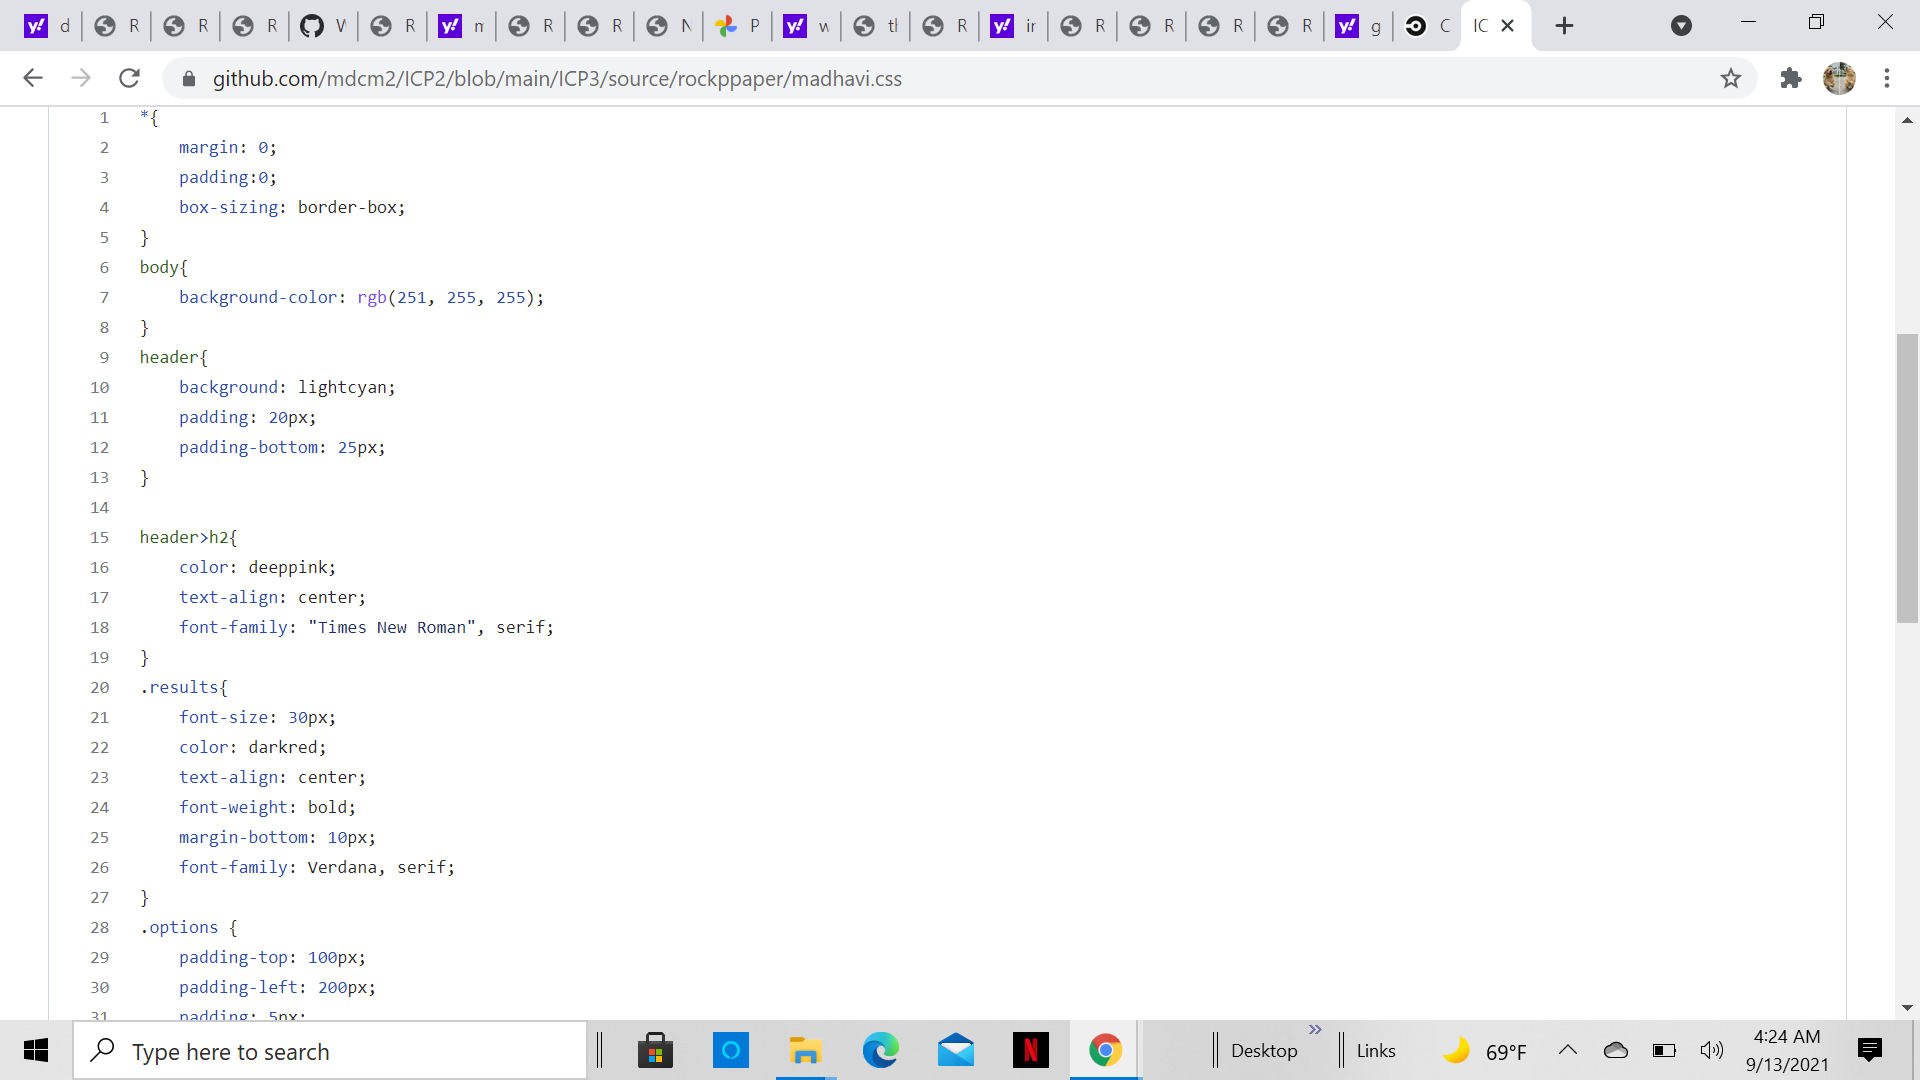 d R R R W R m R R N P w th R in R R R R g C IC
github.com/mdcm2/ICP2/blob/main/ICP3/source/rockppaper/madhavi.css
1 *{
2 margin: 0;
3 padding:0;
4 box-sizing: border-box;
5 }
6 body{
7 background-color: rgb(251, 255, 255);
8 }
9 header{
10 background: lightcyan;
11 padding: 20px;
12 padding-bottom: 25px;
13 }
14
15 header>h2{
16 color: deeppink;
17 text-align: center;
18 font-family: "Times New Roman", serif;
19 }
20 .results{
21 font-size: 30px;
22 color: darkred;
23 text-align: center;
24 font-weight: bold;
25 margin-bottom: 10px;
26 font-family: Verdana, serif;
27 }
28 .options {
29 padding-top: 100px;
30 padding-left: 200px;
31 padding: 5px;
Type here to search
Desktop
Links
69°F
4:24 AM
9/13/2021